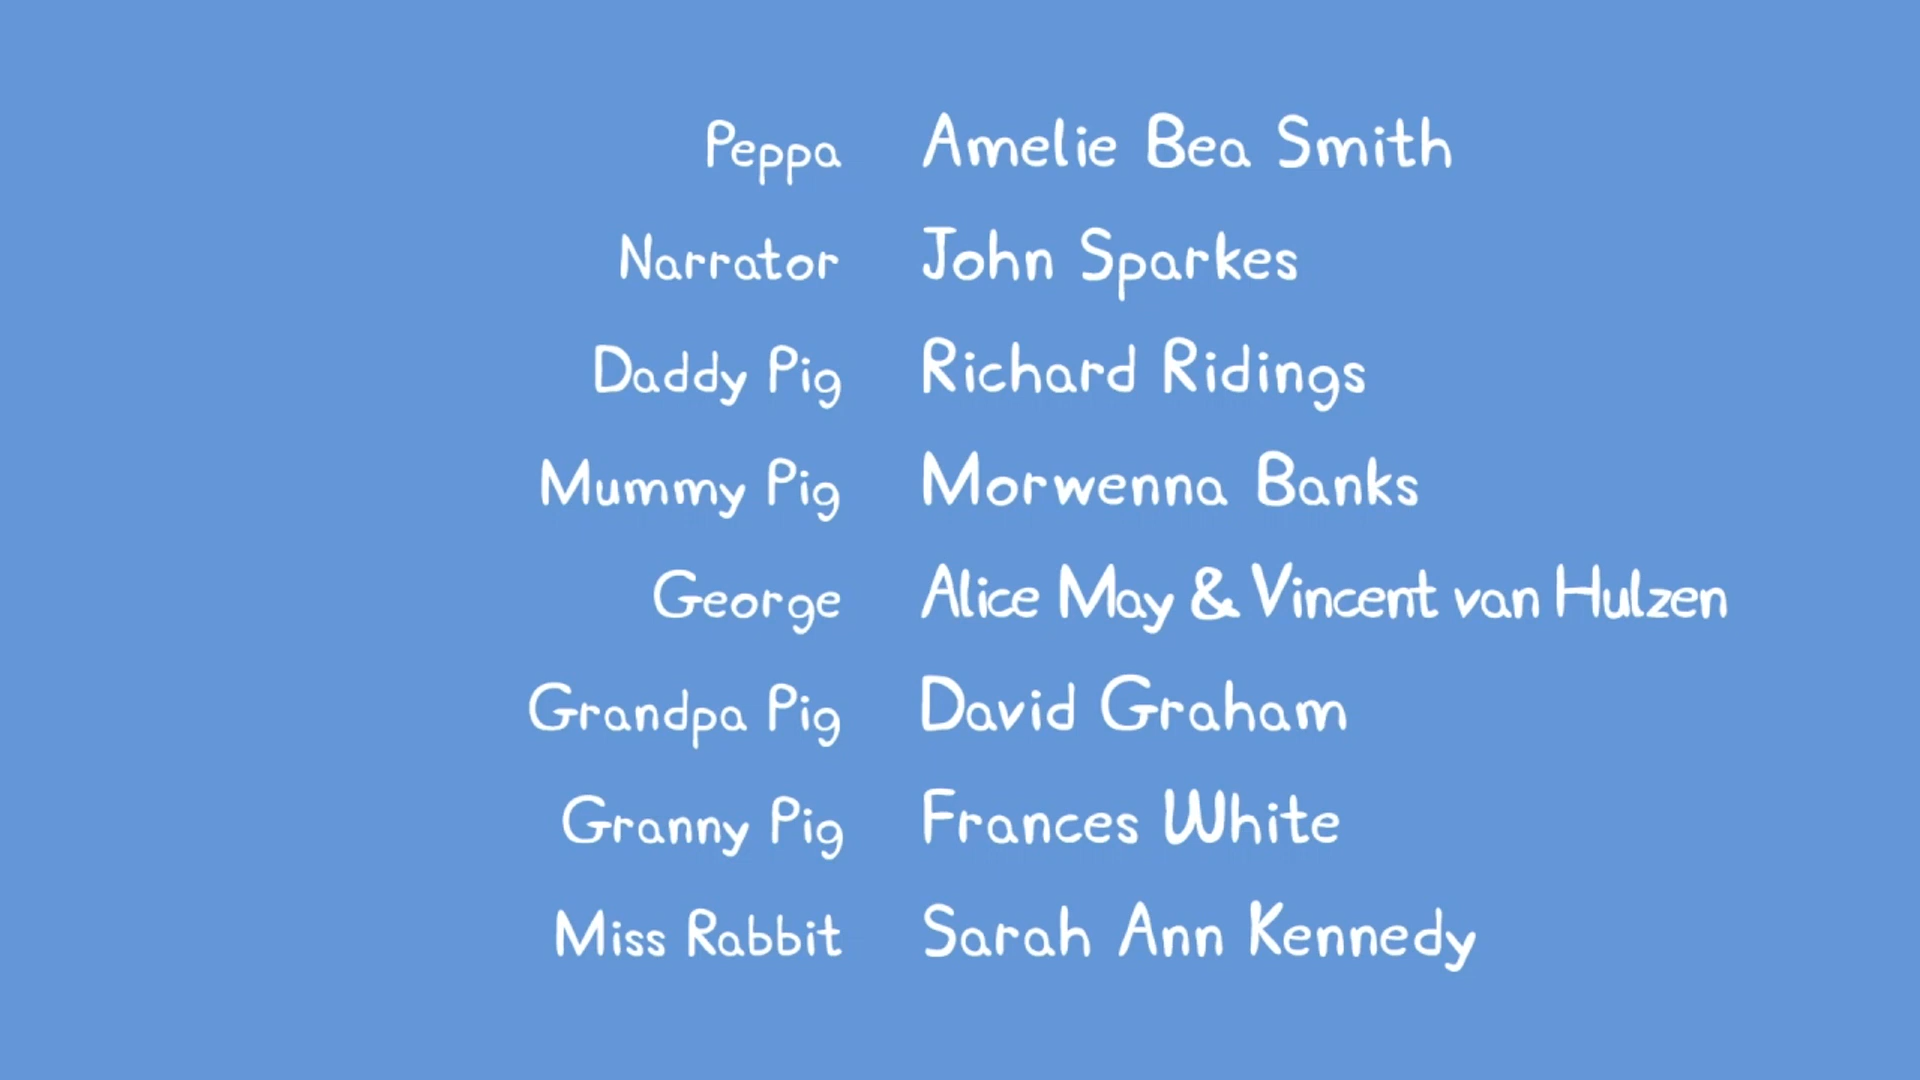 Peppa Amelie Bea Smith
Narrator John Sparkes
Daddy Pig Richard Ridings
Mummy Pig Morwenna Banks
George Alice May & Vincent van Hulzen
Grandpa Pig David Graham
Granny Pig Frances White
Miss Rabbit Sarah Ann Kennedy